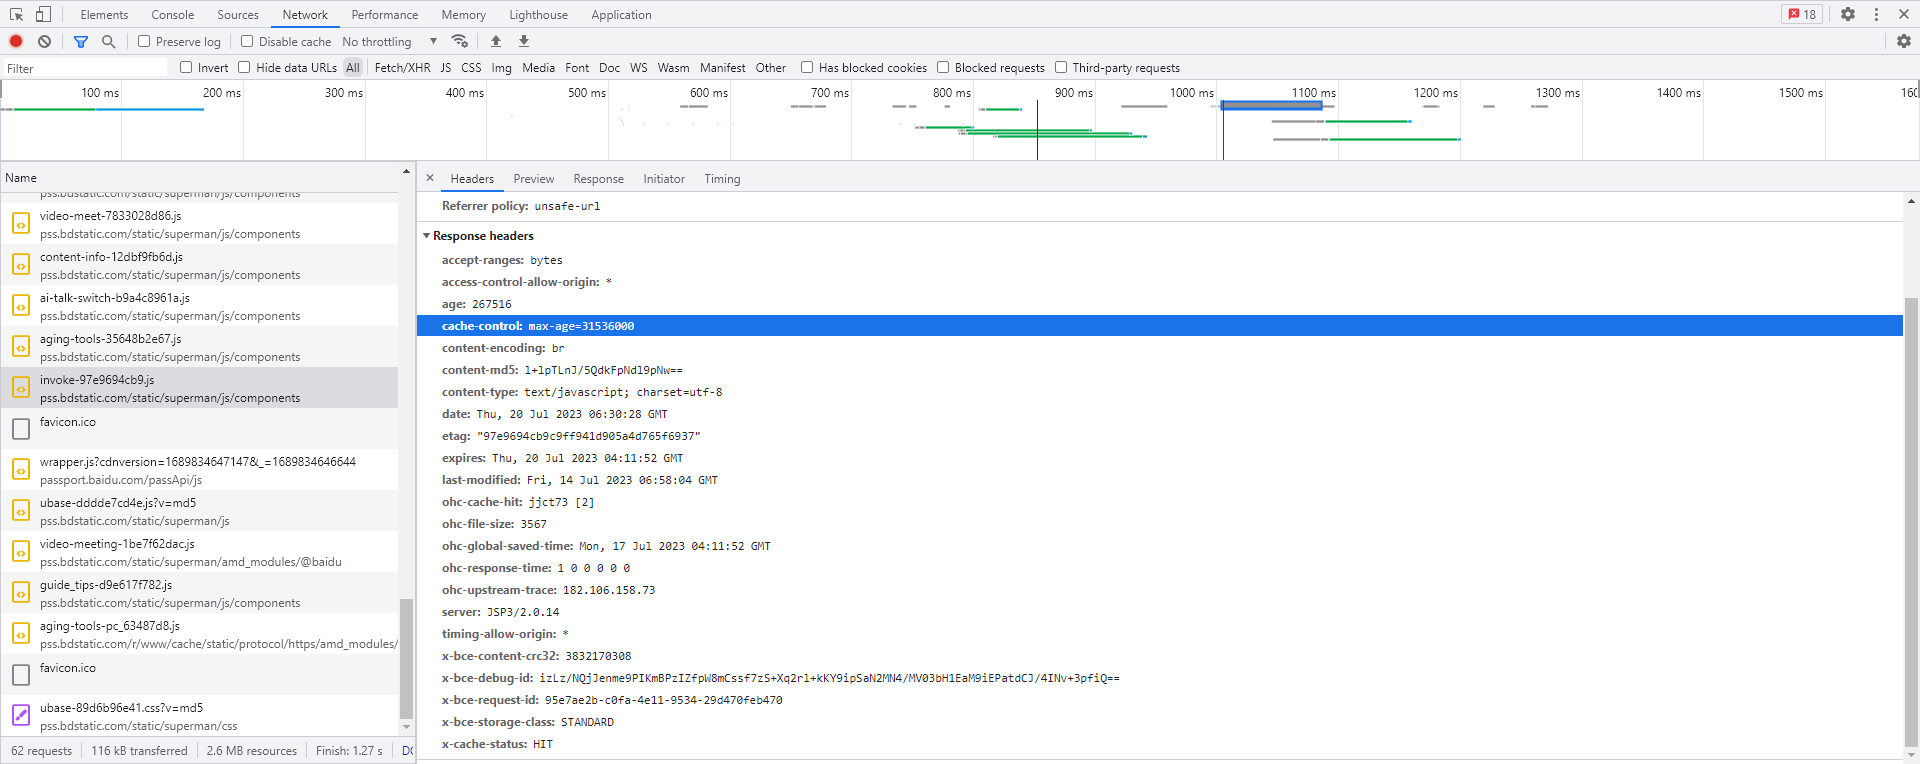 Elements Console Sources Network Performance Memory Lighthouse Application 18
Preserve log Disable cache No throttling
Filter Invert Hide data URLs All Fetch/XHR JS CSS Img Media Font Doc WS Wasm Manifest Other Has blocked cookies Blocked requests Third-party requests
100 ms 200 ms 300 ms 400 ms 500 ms 600 ms 700 ms 800 ms 900 ms 1000 ms 1100 ms 1200 ms 1300 ms 1400 ms 1500 ms 160
Name
pss.bdstatic.com/static/superman/js/components
video-meet-7833028d86.js
pss.bdstatic.com/static/superman/js/components
content-info-12dbf9fb6d.js
pss.bdstatic.com/static/superman/js/components
ai-talk-switch-b9a4c8961a.js
pss.bdstatic.com/static/superman/js/components
aging-tools-35648b2e67.js
pss.bdstatic.com/static/superman/js/components
invoke-97e9694cb9.js
pss.bdstatic.com/static/superman/js/components
favicon.ico
wrapper.js?cdnversion=1689834647147&_=1689834646644
passport.baidu.com/passApi/js
ubase-dddde7cd4e.js?v=md5
pss.bdstatic.com/static/superman/js
video-meeting-1be7f62dac.js
pss.bdstatic.com/static/superman/amd_modules/@baidu
guide_tips-d9e617f782.js
pss.bdstatic.com/static/superman/js/components
aging-tools-pc_63487d8.js
pss.bdstatic.com/r/www/cache/static/protocol/https/amd_modules/
favicon.ico
ubase-89d6b96e41.css?v=md5
pss.bdstatic.com/static/superman/css
62 requests 116 kB transferred 2.6 MB resources Finish: 1.27 s DC
Headers Preview Response Initiator Timing
Referrer policy: unsafe-url
Response headers
accept-ranges: bytes
access-control-allow-origin: *
age: 267516
cache-control: max-age=31536000
content-encoding: br
content-md5: l+lpTLnJ/5QdkFpNdl9pNw==
content-type: text/javascript; charset=utf-8
date: Thu, 20 Jul 2023 06:30:28 GMT
etag: "97e9694cb9c9ff941d905a4d765f6937"
expires: Thu, 20 Jul 2023 04:11:52 GMT
last-modified: Fri, 14 Jul 2023 06:58:04 GMT
ohc-cache-hit: jjct73 [2]
ohc-file-size: 3567
ohc-global-saved-time: Mon, 17 Jul 2023 04:11:52 GMT
ohc-response-time: 1 0 0 0 0 0
ohc-upstream-trace: 182.106.158.73
server: JSP3/2.0.14
timing-allow-origin: *
x-bce-content-crc32: 3832170308
x-bce-debug-id: izLz/NQjJenme9PIKmBPzIZfpW8mCssf7zS+Xq2rl+kKY9ipSaN2MN4/MV03bH1EaM9iEPatdCJ/4INv+3pfiQ==
x-bce-request-id: 95e7ae2b-c0fa-4e11-9534-29d470feb470
x-bce-storage-class: STANDARD
x-cache-status: HIT